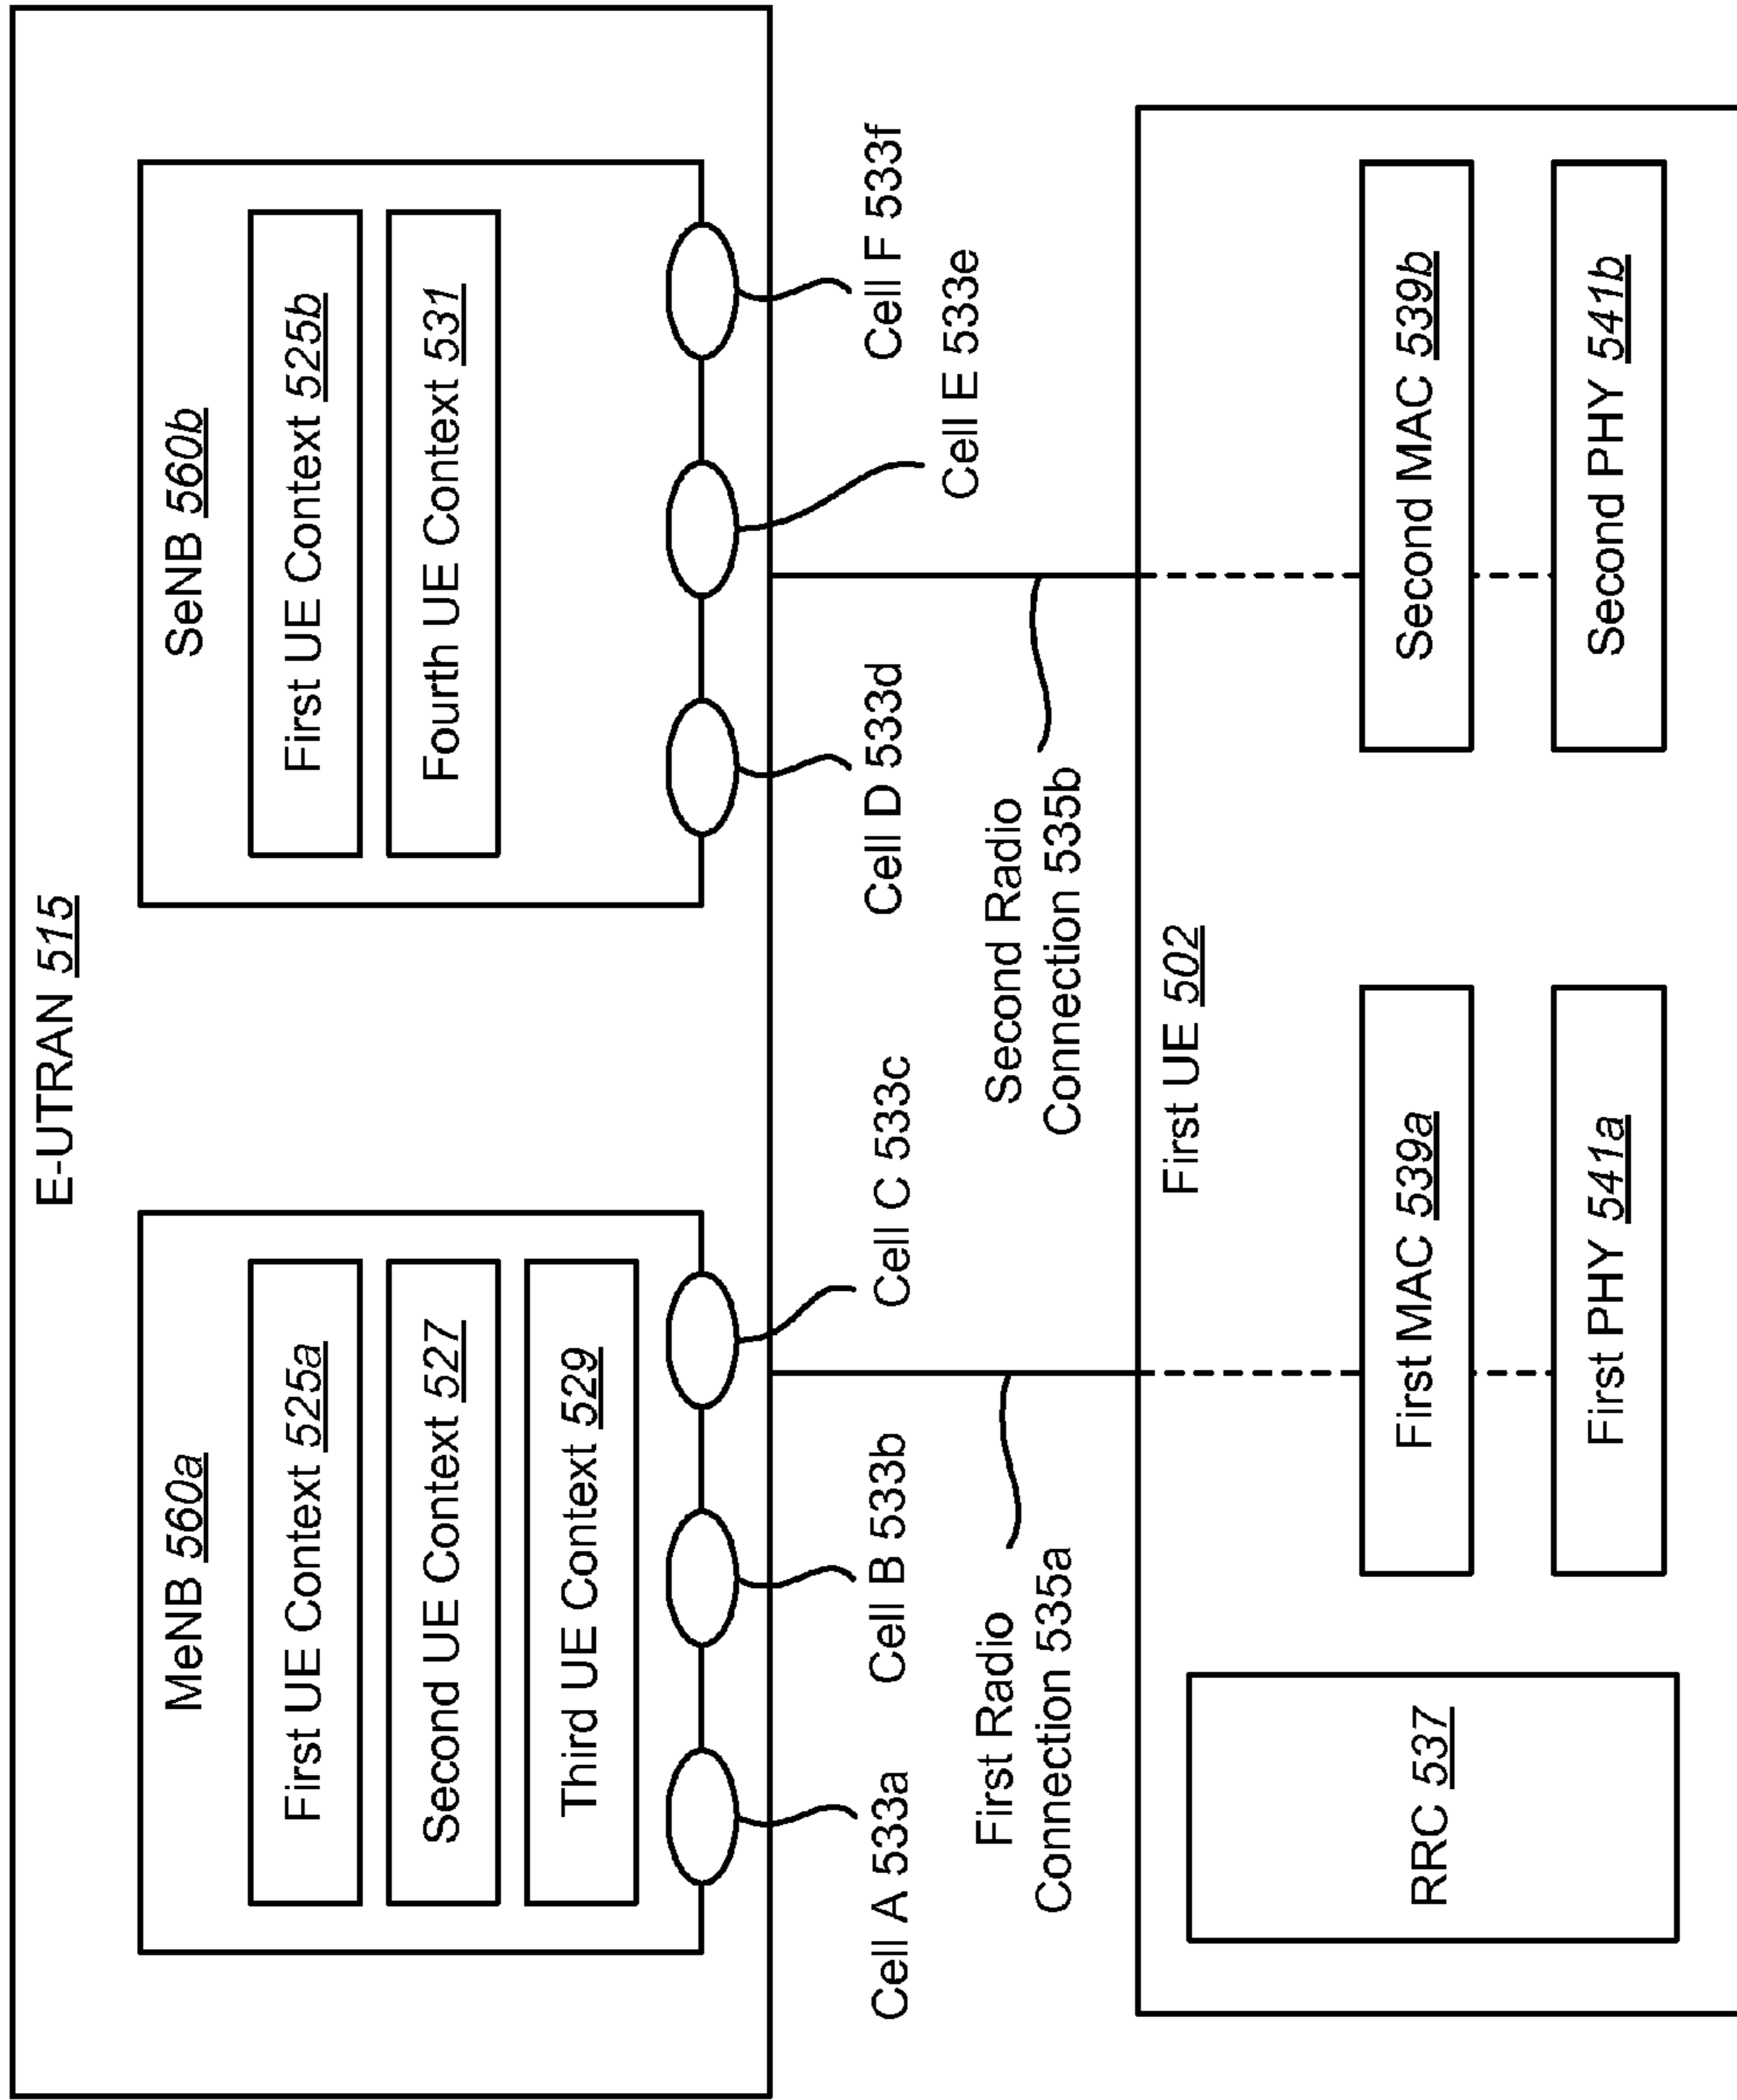 E-UTRAN 515
MeNB 560a
First UE Context 525a
Second UE Context 527
Third UE Context 529
SeNB 560b
First UE Context 525b
Fourth UE Context 531
Cell A 533a
Cell B 533b
Cell C 533c
Cell D 533d
Cell E 533e
Cell F 533f
First Radio
Connection 535a
Second Radio
Connection 535b
First UE 502
RRC 537
First MAC 539a
First PHY 541a
Second MAC 539b
Second PHY 541b